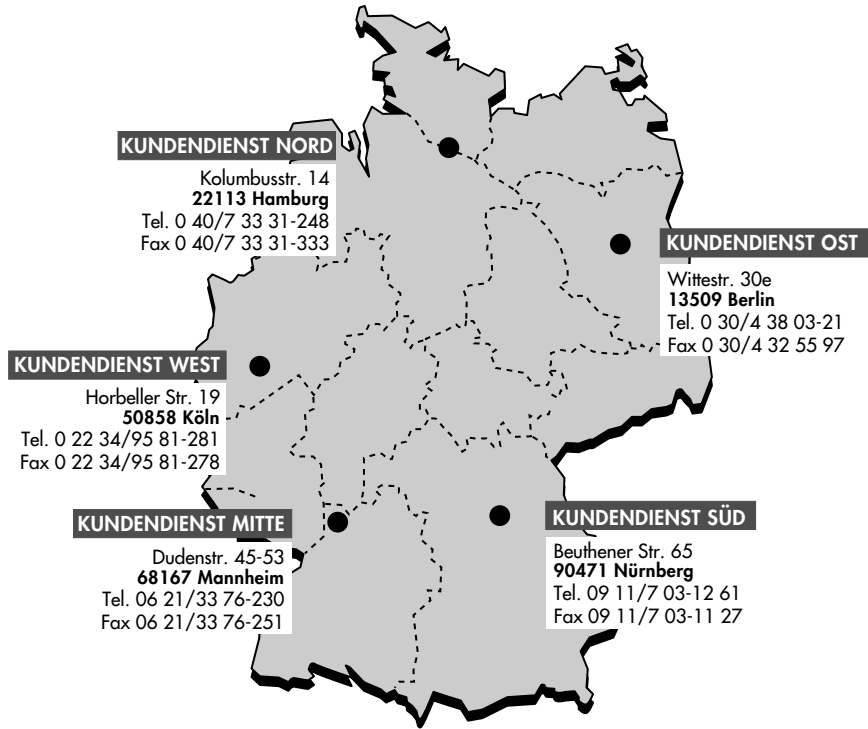 KUNDENDIENST NORD
Kolumbusstr. 14
22113 Hamburg
Tel. 0 40/7 33 31-248
Fax 0 40/7 33 31-333
KUNDENDIENST OST
Wittestr. 30e
13509 Berlin
Tel. 0 30/4 38 03-21
Fax 0 30/4 32 55 97
KUNDENDIENST WEST
Horbeller Str. 19
50858 Köln
Tel. 0 22 34/95 81-281
Fax 0 22 34/95 81-278
KUNDENDIENST MITTE
Dudenstr. 45-53
68167 Mannheim
Tel. 06 21/33 76-230
Fax 06 21/33 76-251
KUNDENDIENST SÜD
Beuthener Str. 65
90471 Nürnberg
Tel. 09 11/7 03-12 61
Fax 09 11/7 03-11 27